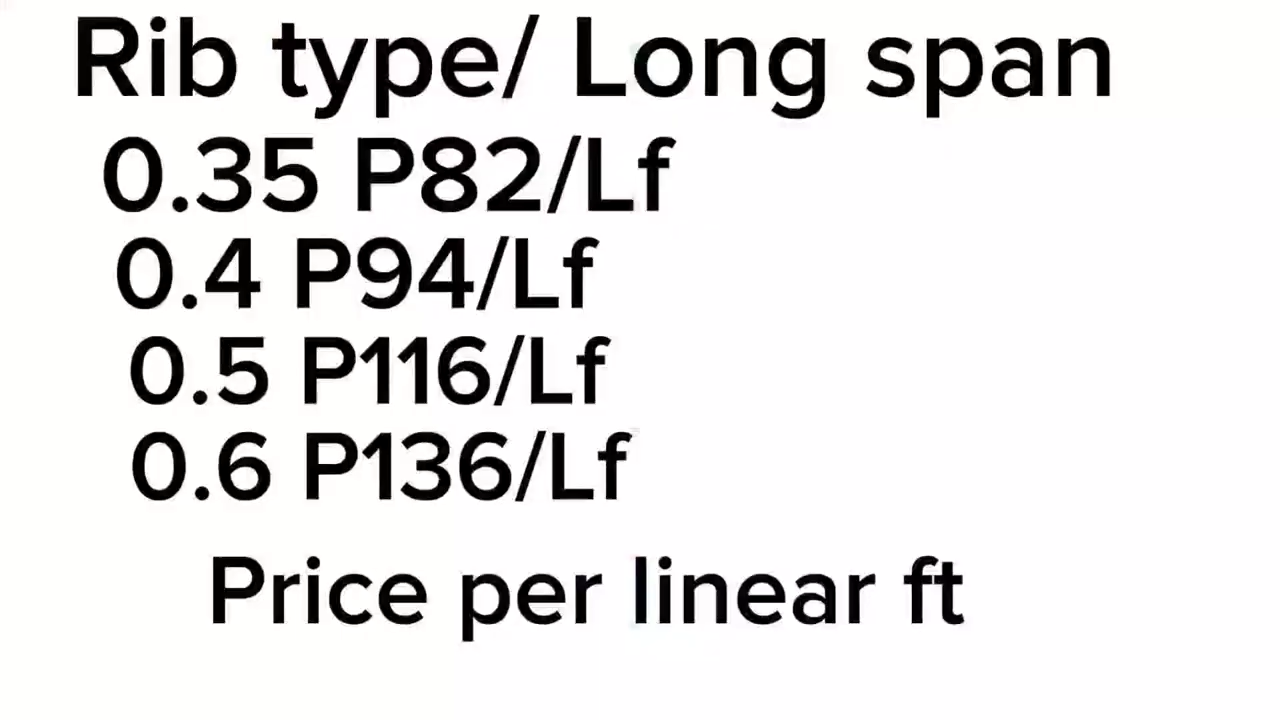 Rib type/ Long span
0.35 P82/Lf
0.4 P94/Lf
0.5 P116/Lf
0.6 P136/Lf
Price per linear ft